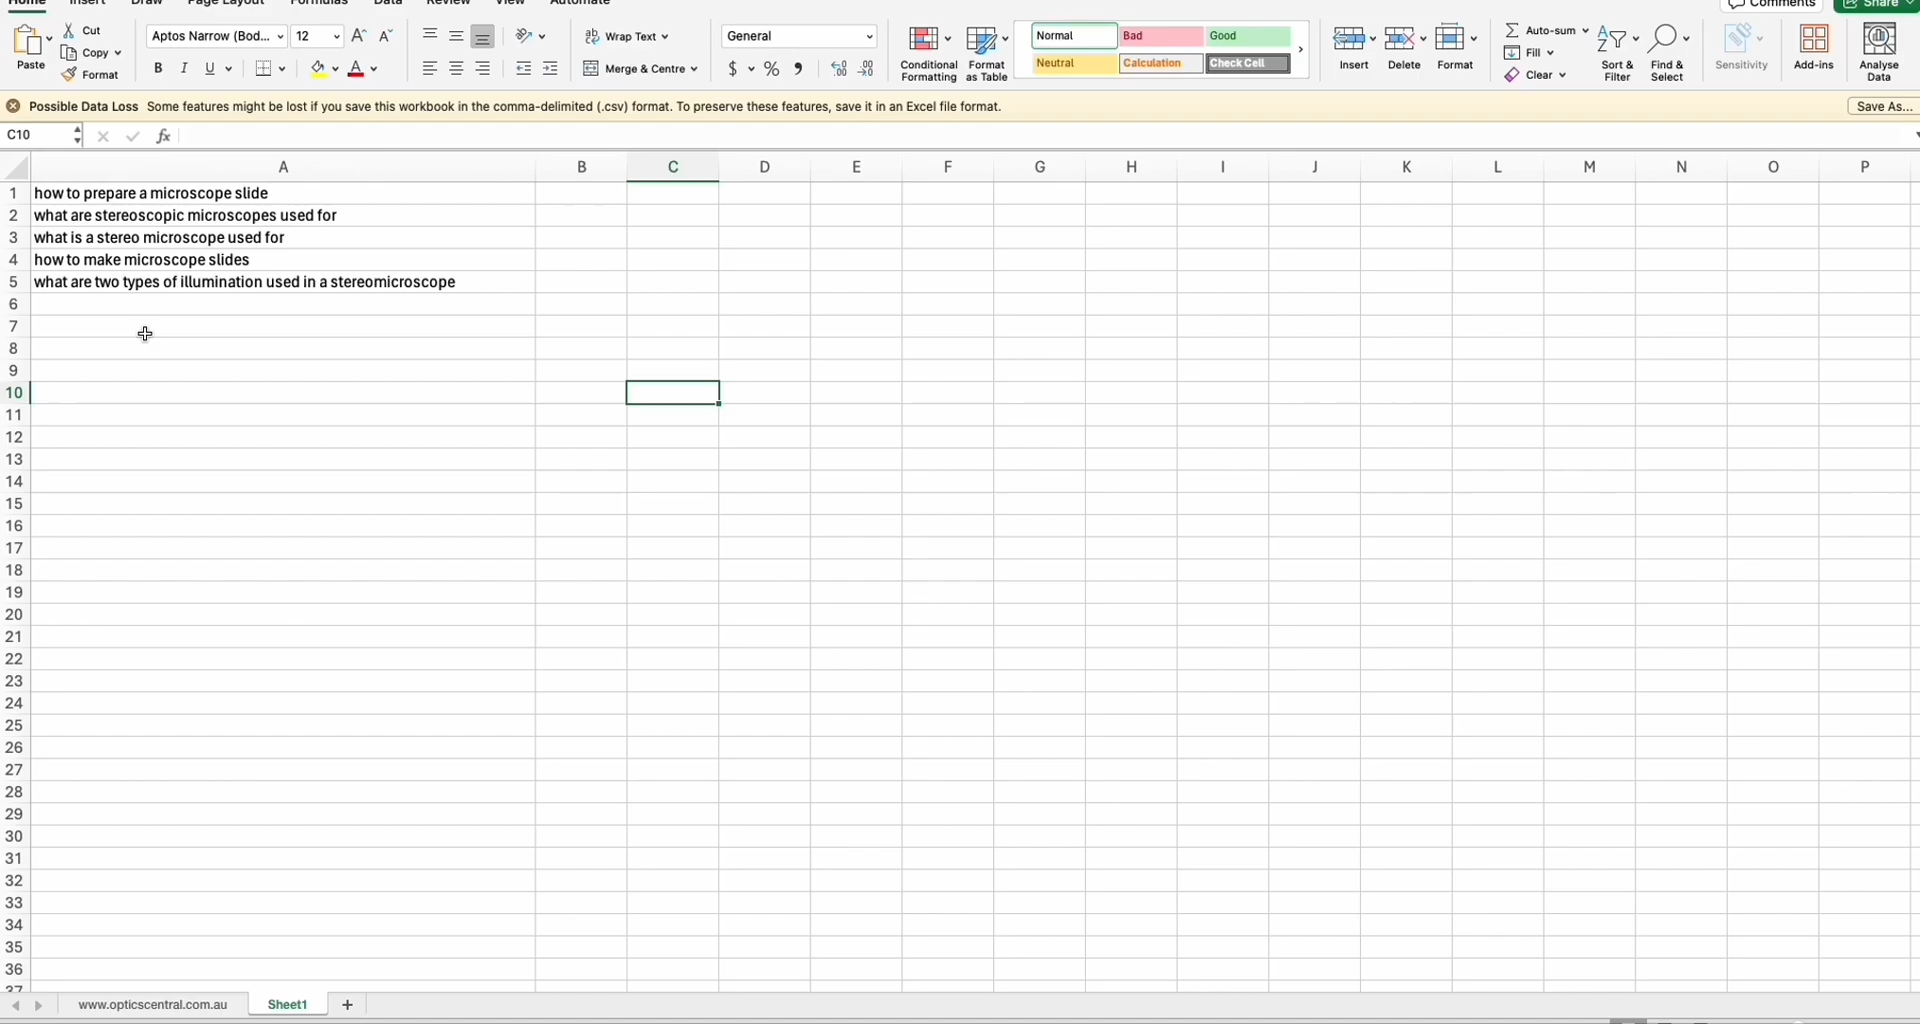 Home Insert Draw Page Layout Formulas Data Review View Automate Comments Share
Paste Cut Copy Format
Aptos Narrow (Bod... 12 A^ A
B I U A
Wrap Text
Merge & Centre
General
$ % 9
Conditional Formatting
Format as Table
Normal Bad Good
Neutral Calculation Check Cell
Insert Delete Format
Auto-sum
Fill
Clear
Sort & Filter
Find & Select
Sensitivity
Add-ins
Analyse Data
Possible Data Loss Some features might be lost if you save this workbook in the comma-delimited (.csv) format. To preserve these features, save it in an Excel file format. Save As...
C10 fx
A B C D E F G H I J K L M N O P
1 how to prepare a microscope slide
2 what are stereoscopic microscopes used for
3 what is a stereo microscope used for
4 how to make microscope slides
5 what are two types of illumination used in a stereomicroscope
6
7
8
9
10
11
12
13
14
15
16
17
18
19
20
21
22
23
24
25
26
27
28
29
30
31
32
33
34
35
36
37
www.opticscentral.com.au Sheet1 +